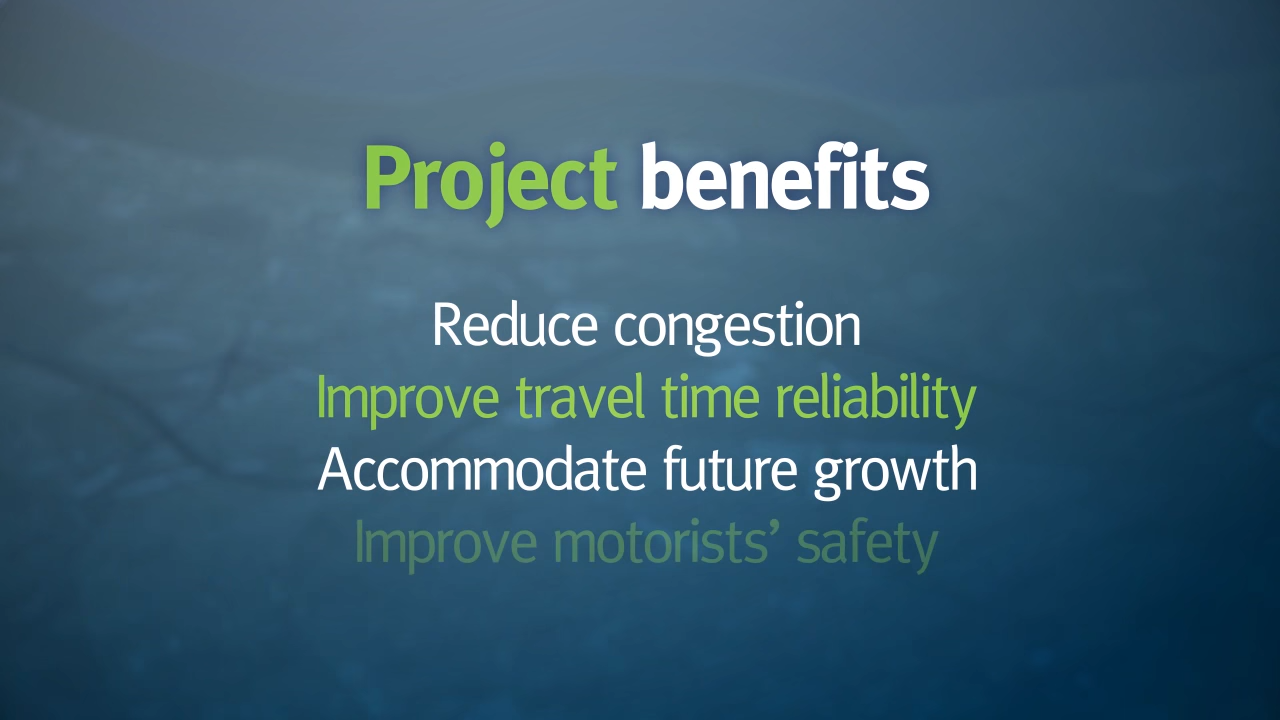 Project benefits
Reduce congestion
Improve travel time reliability
Accommodate future growth
Improve motorists’ safety